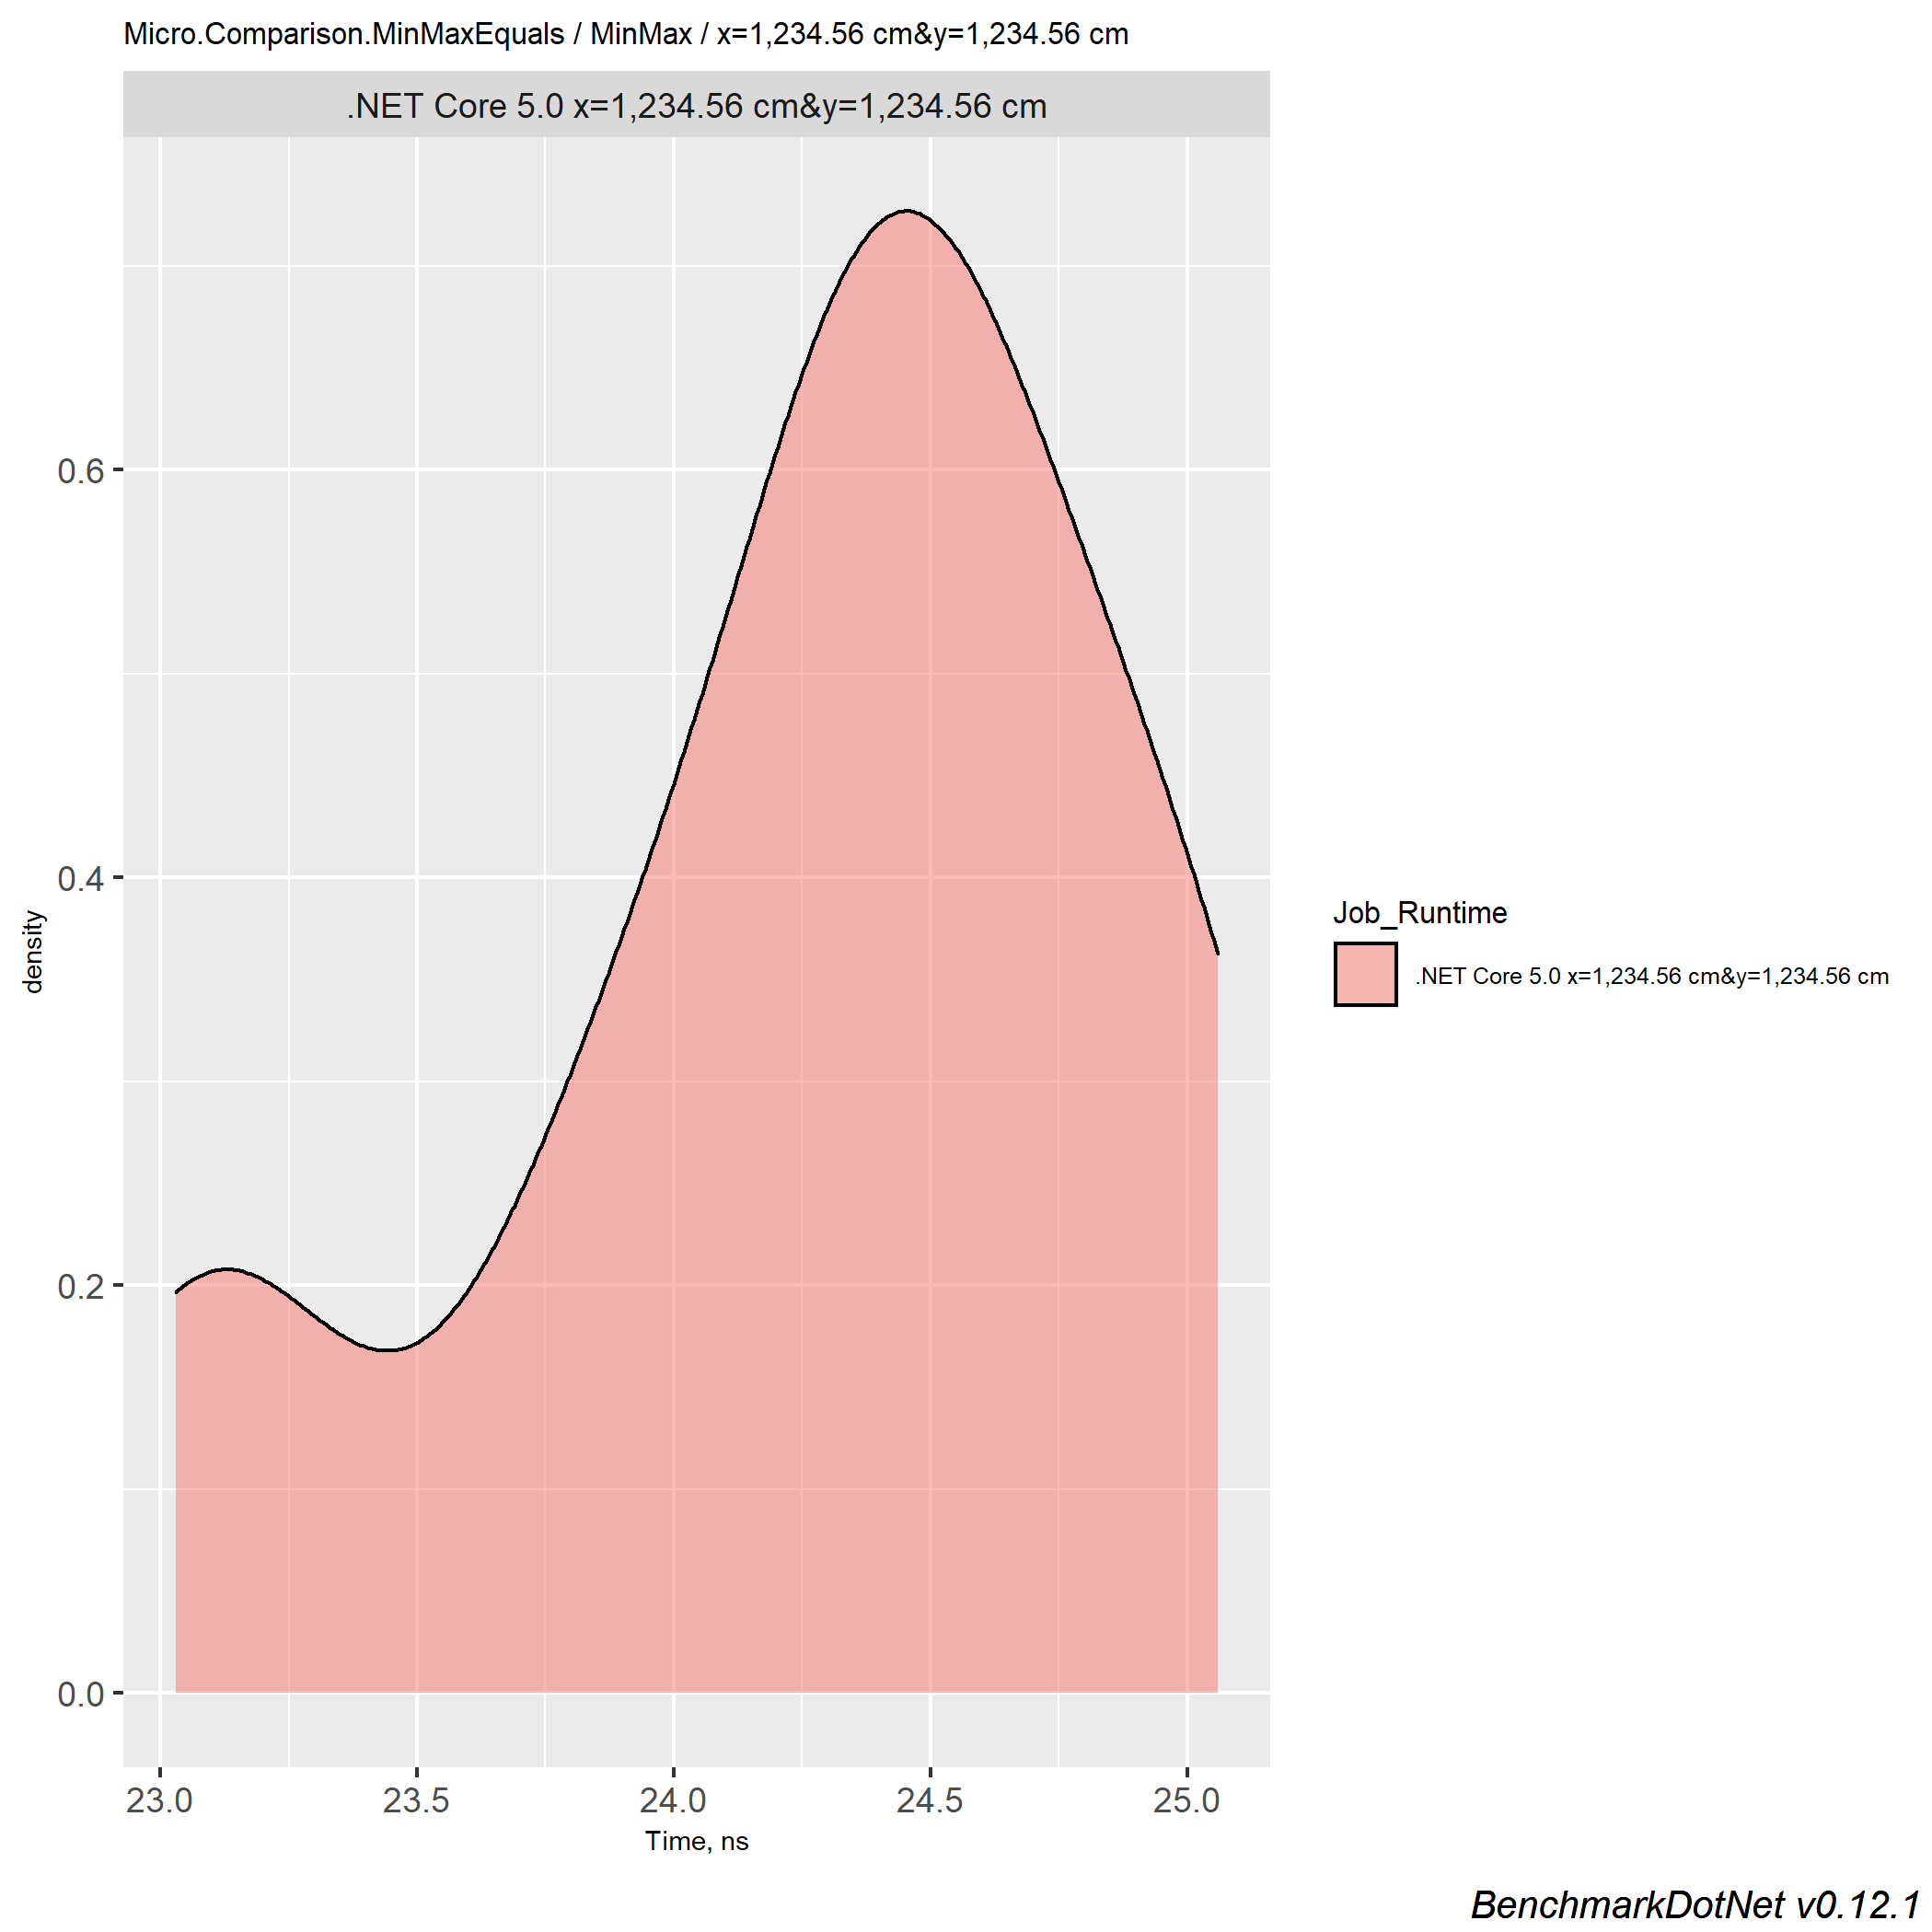 Micro.Comparison.MinMaxEquals / MinMax / x=1,234.56 cm&y=1,234.56 cm
.NET Core 5.0 x=1,234.56 cm&y=1,234.56 cm
0.6
0.4
0.2
0.0
density
23.0 23.5 24.0 24.5 25.0
Time, ns
Job_Runtime
.NET Core 5.0 x=1,234.56 cm&y=1,234.56 cm
BenchmarkDotNet v0.12.1